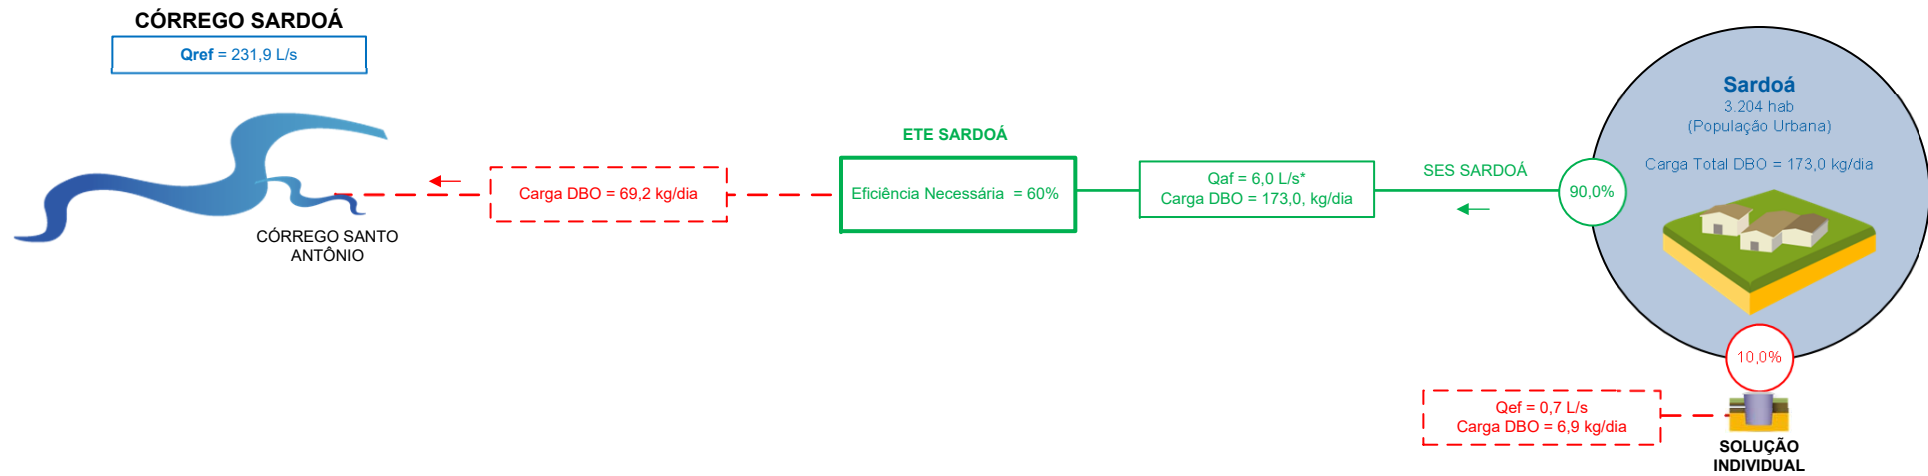 CÓRREGO SARDOÁ
Qref = 231,9 L/s
CÓRREGO SANTO
ANTÔNIO
Carga DBO = 69,2 kg/dia
ETE SARDOÁ
Eficiência Necessária = 60%
Qaf = 6,0 L/s*
Carga DBO = 173,0, kg/dia
SES SARDOÁ
90,0%
Sardoá
3.204 hab
(População Urbana)
Carga Total DBO = 173,0 kg/dia
10,0%
Qef = 0,7 L/s
Carga DBO = 6,9 kg/dia
SOLUÇÃO
INDIVIDUAL